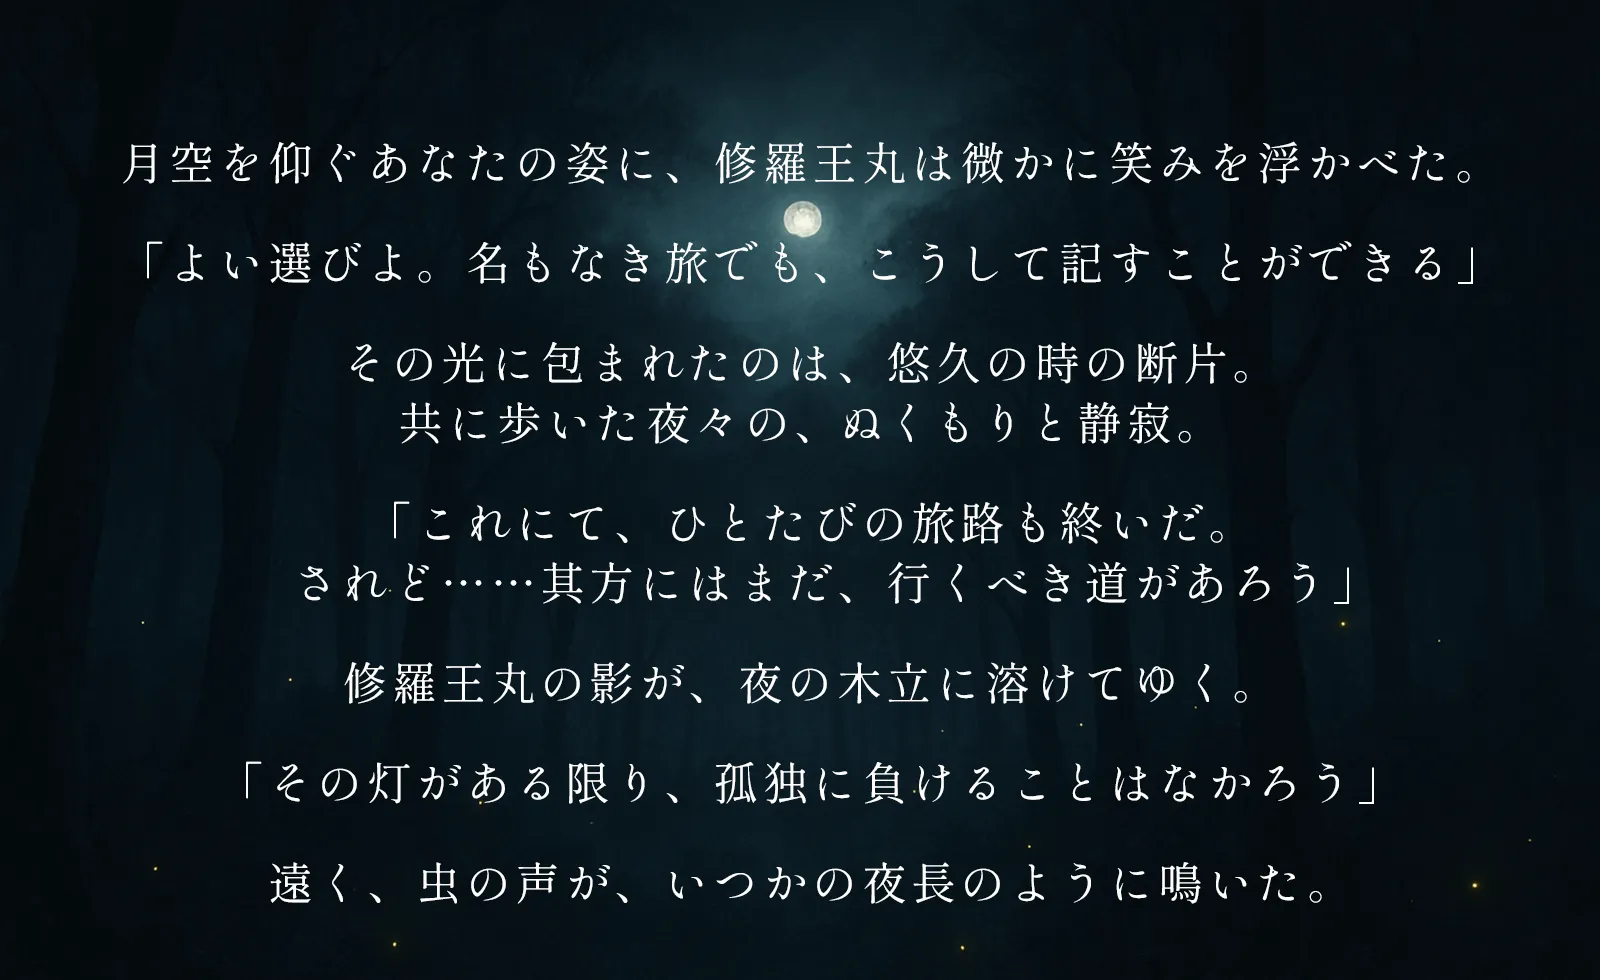 月空を仰ぐあなたの姿に、修羅王丸は微かに笑みを浮かべた。
「よい選びよ。名もなき旅でも、こうして記すことができる」
その光に包まれたのは、悠久の時の断片。
共に歩いた夜々の、ぬくもりと静寂。
「これにて、ひとたびの旅路も終いだ。
されど……其方にはまだ、行くべき道があろう」
修羅王丸の影が、夜の木立に溶けてゆく。
「その灯がある限り、孤独に負けることはなかろう」
遠く、虫の声が、いつかの夜長のように鳴いた。